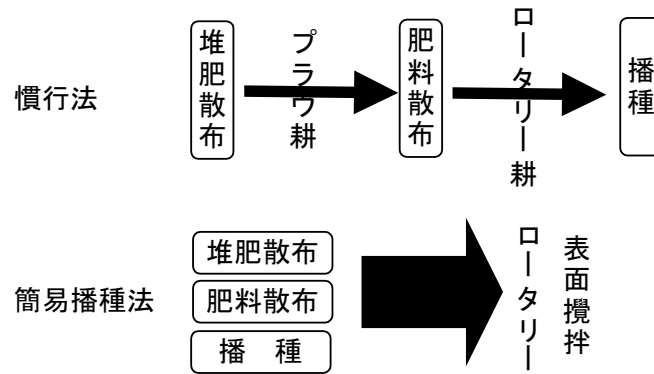 慣行法
堆肥散布
プラウ耕
肥料散布
ロータリー耕
播種
簡易播種法
堆肥散布
肥料散布
播　種
ロータリー
表面攪拌